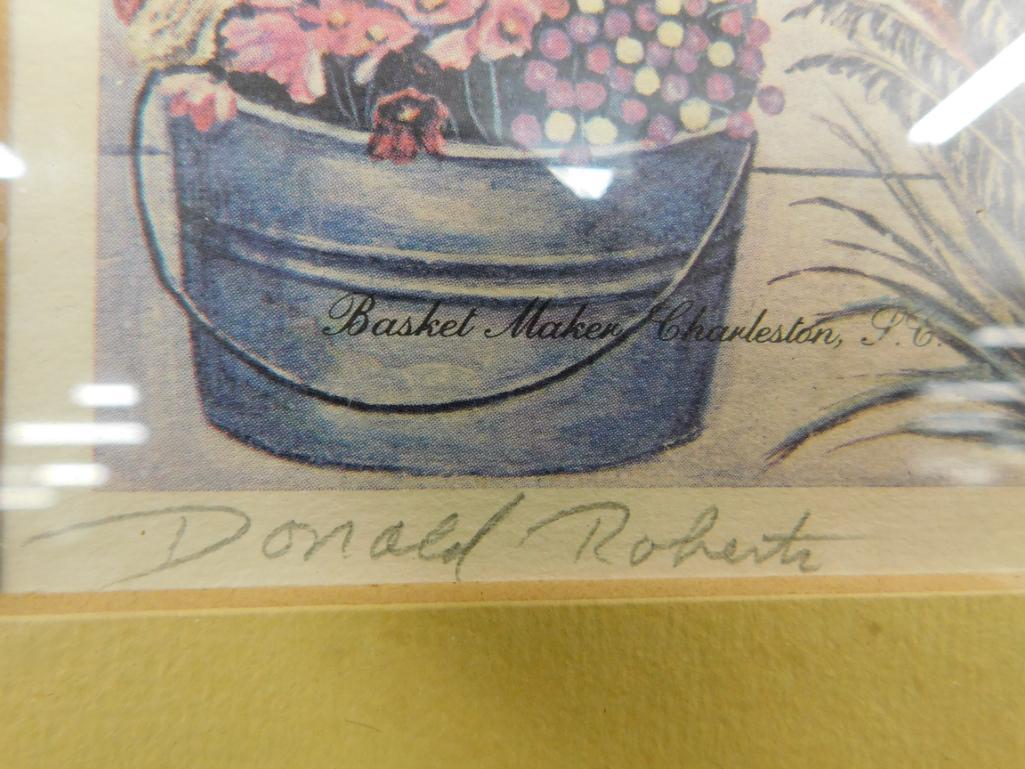 Basket Maker, Charleston, S.C.
Donald Roberts